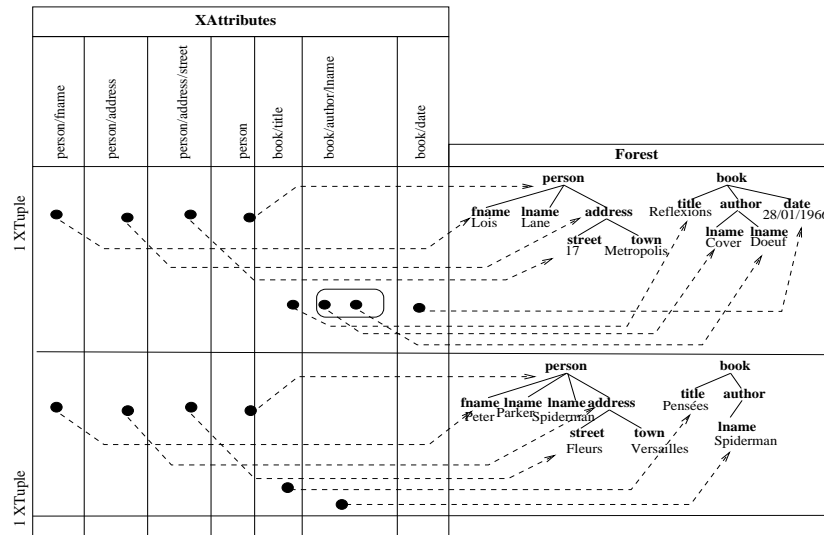 XAttributes
person/fname
person/address
person/address/street
person
book/title
book/author/lname
book/date
Forest
1 XTuple
person
book
fname lname address
Lois Lane
title author date
Reflexions 28/01/1966
street town
17 Metropolis
lname lname
Cover Doeuf
1 XTuple
person
book
fname lname lname address
Peter Parker Spiderman
title author
Pensées
street town
Fleurs Versailles
lname
Spiderman